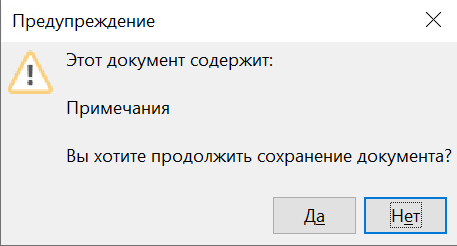 Предупреждение
Этот документ содержит:
Примечания
Вы хотите продолжить сохранение документа?
Да
Нет